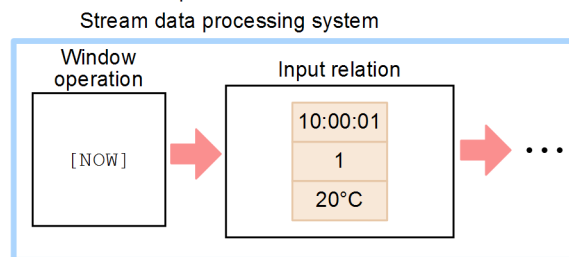 Stream data processing system
Window
operation
Input relation
[NOW]
10:00:01
1
20°C
...